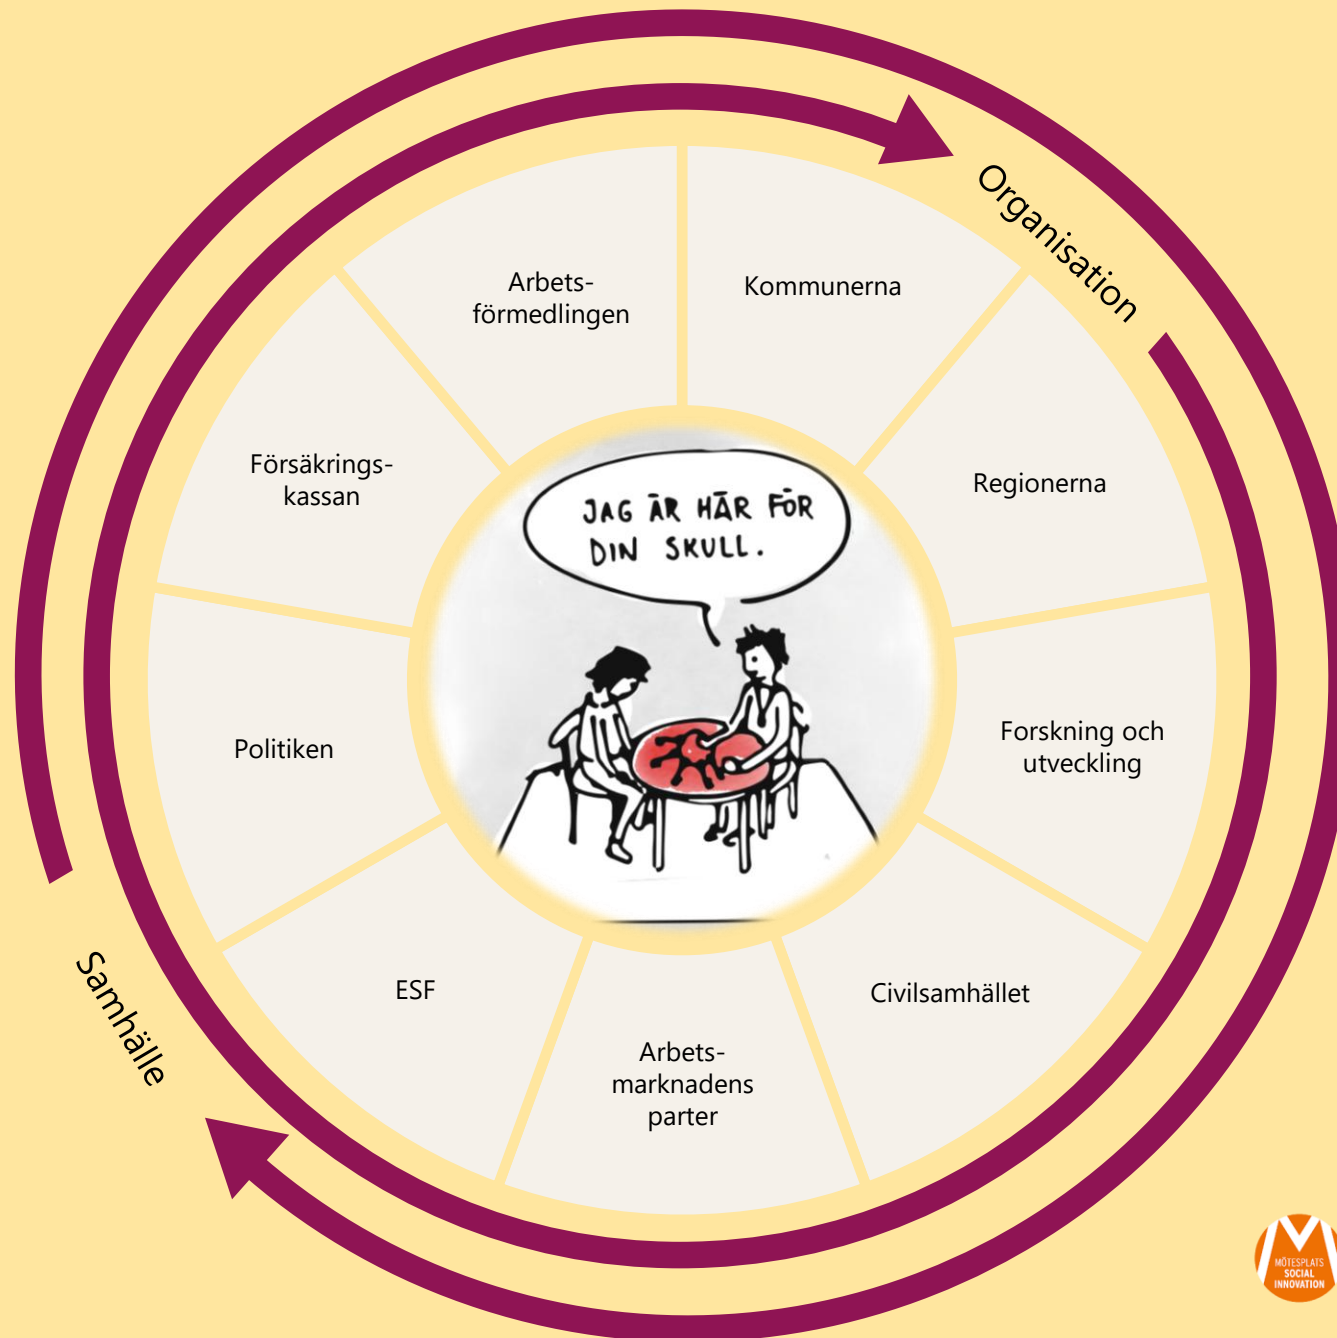 Organisation
Kommunerna
Regionerna
Forskning och
utveckling
Civilsamhället
Arbets-
marknadens
parter
ESF
Politiken
Försäkrings-
kassan
Arbets-
förmedlingen
JAG ÄR HÄR FÖR
DIN SKULL.
Samhälle
MÖTESPLATS
SOCIAL
INNOVATION